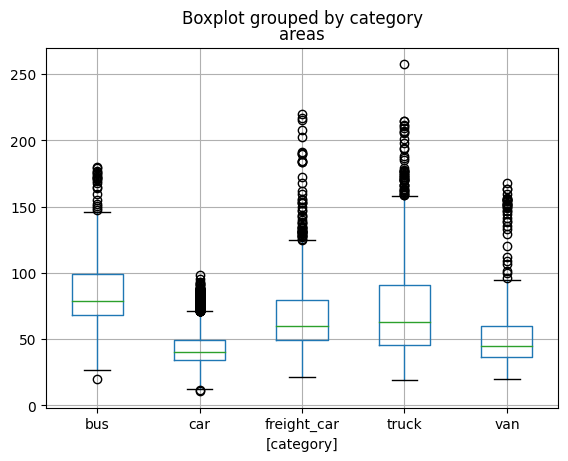 Boxplot grouped by category
areas
250
200
150
100
50
0
bus car freight_car truck van
[category]